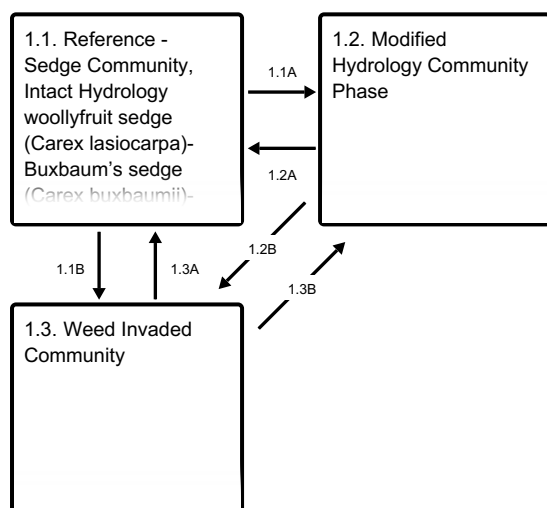 1.1. Reference -
Sedge Community,
Intact Hydrology
woollyfruit sedge
(Carex lasiocarpa)-
Buxbaum's sedge
(Carex buxbaumii)-
1.1A
1.2. Modified
Hydrology Community
Phase
1.2A
1.1B
1.3A
1.2B
1.3B
1.3. Weed Invaded
Community